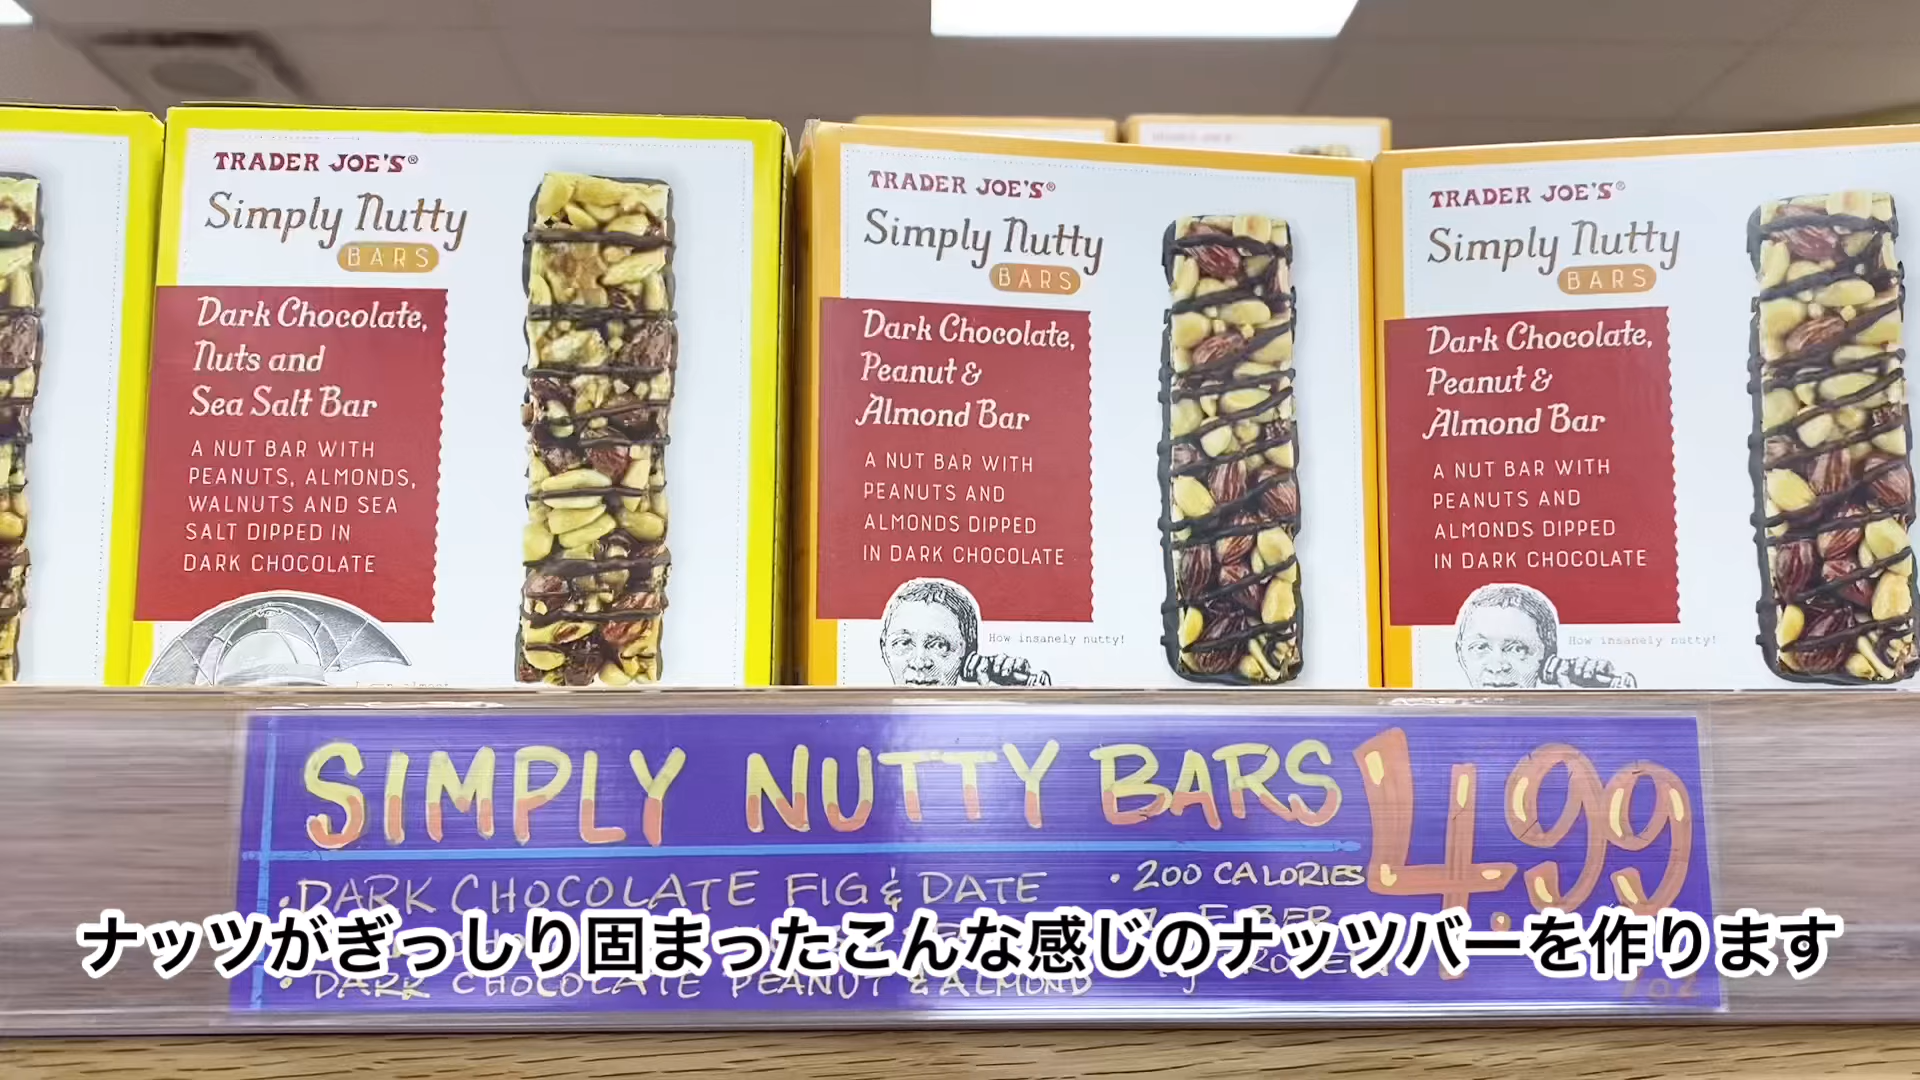 TRADER JOE'S®
Simply Nutty
BARS
Dark Chocolate,
Nuts and
Sea Salt Bar
A NUT BAR WITH
PEANUTS, ALMONDS,
WALNUTS AND SEA
SALT DIPPED IN
DARK CHOCOLATE
TRADER JOE'S®
Simply Nutty
BARS
Dark Chocolate,
Peanut &
Almond Bar
A NUT BAR WITH
PEANUTS AND
ALMONDS DIPPED
IN DARK CHOCOLATE
How insanely nutty!
TRADER JOE'S®
Simply Nutty
BARS
Dark Chocolate,
Peanut &
Almond Bar
A NUT BAR WITH
PEANUTS AND
ALMONDS DIPPED
IN DARK CHOCOLATE
How insanely nutty!
SIMPLY NUTTY BARS 4.99
• DARK CHOCOLATE FIG & DATE
• DARK CHOCOLATE PEANUT & ALMOND
• 200 CALORIES
FIBER
ナッツがぎっしり固まったこんな感じのナッツバーを作ります